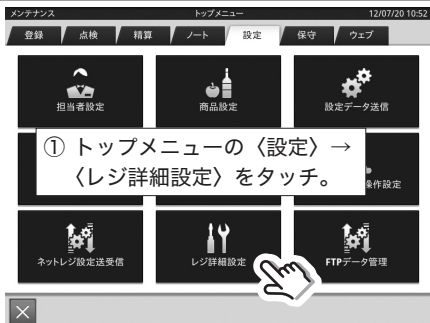 メンテナンス トップメニュー 12/07/20 10:52
登録 点検 精算 ノート 設定 保守 ウェブ
担当者設定 商品設定 設定データ送信
① トップメニューの〈設定〉→
〈レジ詳細設定〉をタッチ。
操作設定
ネットレジ設定送受信 レジ詳細設定 FTPデータ管理